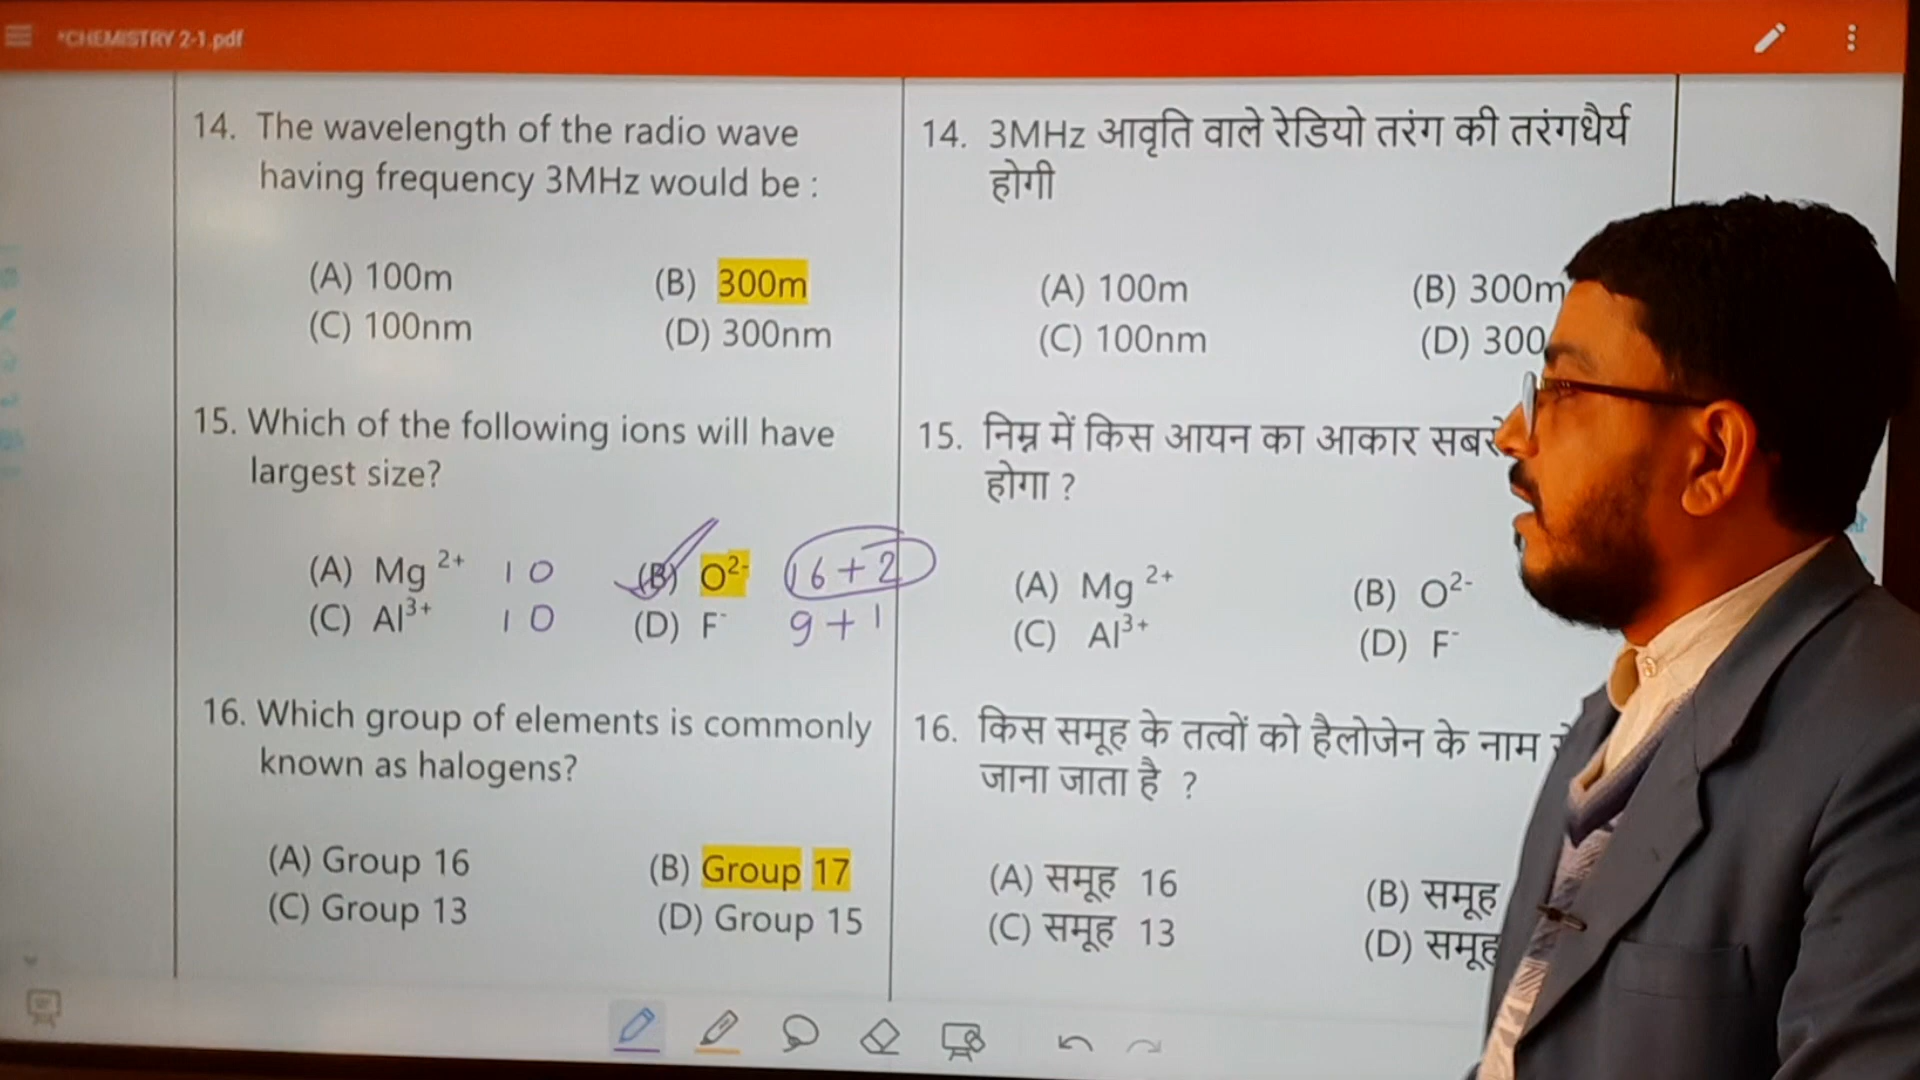 *CHEMISTRY 2-1.pdf
14. The wavelength of the radio wave
having frequency 3MHz would be :
(A) 100m (B) 300m
(C) 100nm (D) 300nm
15. Which of the following ions will have
largest size?
(A) Mg 2+ 10 (B) O2- 16+2
(C) Al3+ 10 (D) F- 9+1
16. Which group of elements is commonly
known as halogens?
(A) Group 16 (B) Group 17
(C) Group 13 (D) Group 15
14. 3MHz आवृति वाले रेडियो तरंग की तरंगधैर्य
होगी
(A) 100m (B) 300m
(C) 100nm (D) 300
15. निम्न में किस आयन का आकार
होगा ?
(A) Mg 2+ (B) O2-
(C) Al3+ (D) F-
16. किस समूह के तत्वों को हैलोजेन के नाम
जाना जाता है ?
(A) समूह 16 (B) समूह
(C) समूह 13 (D) समूह